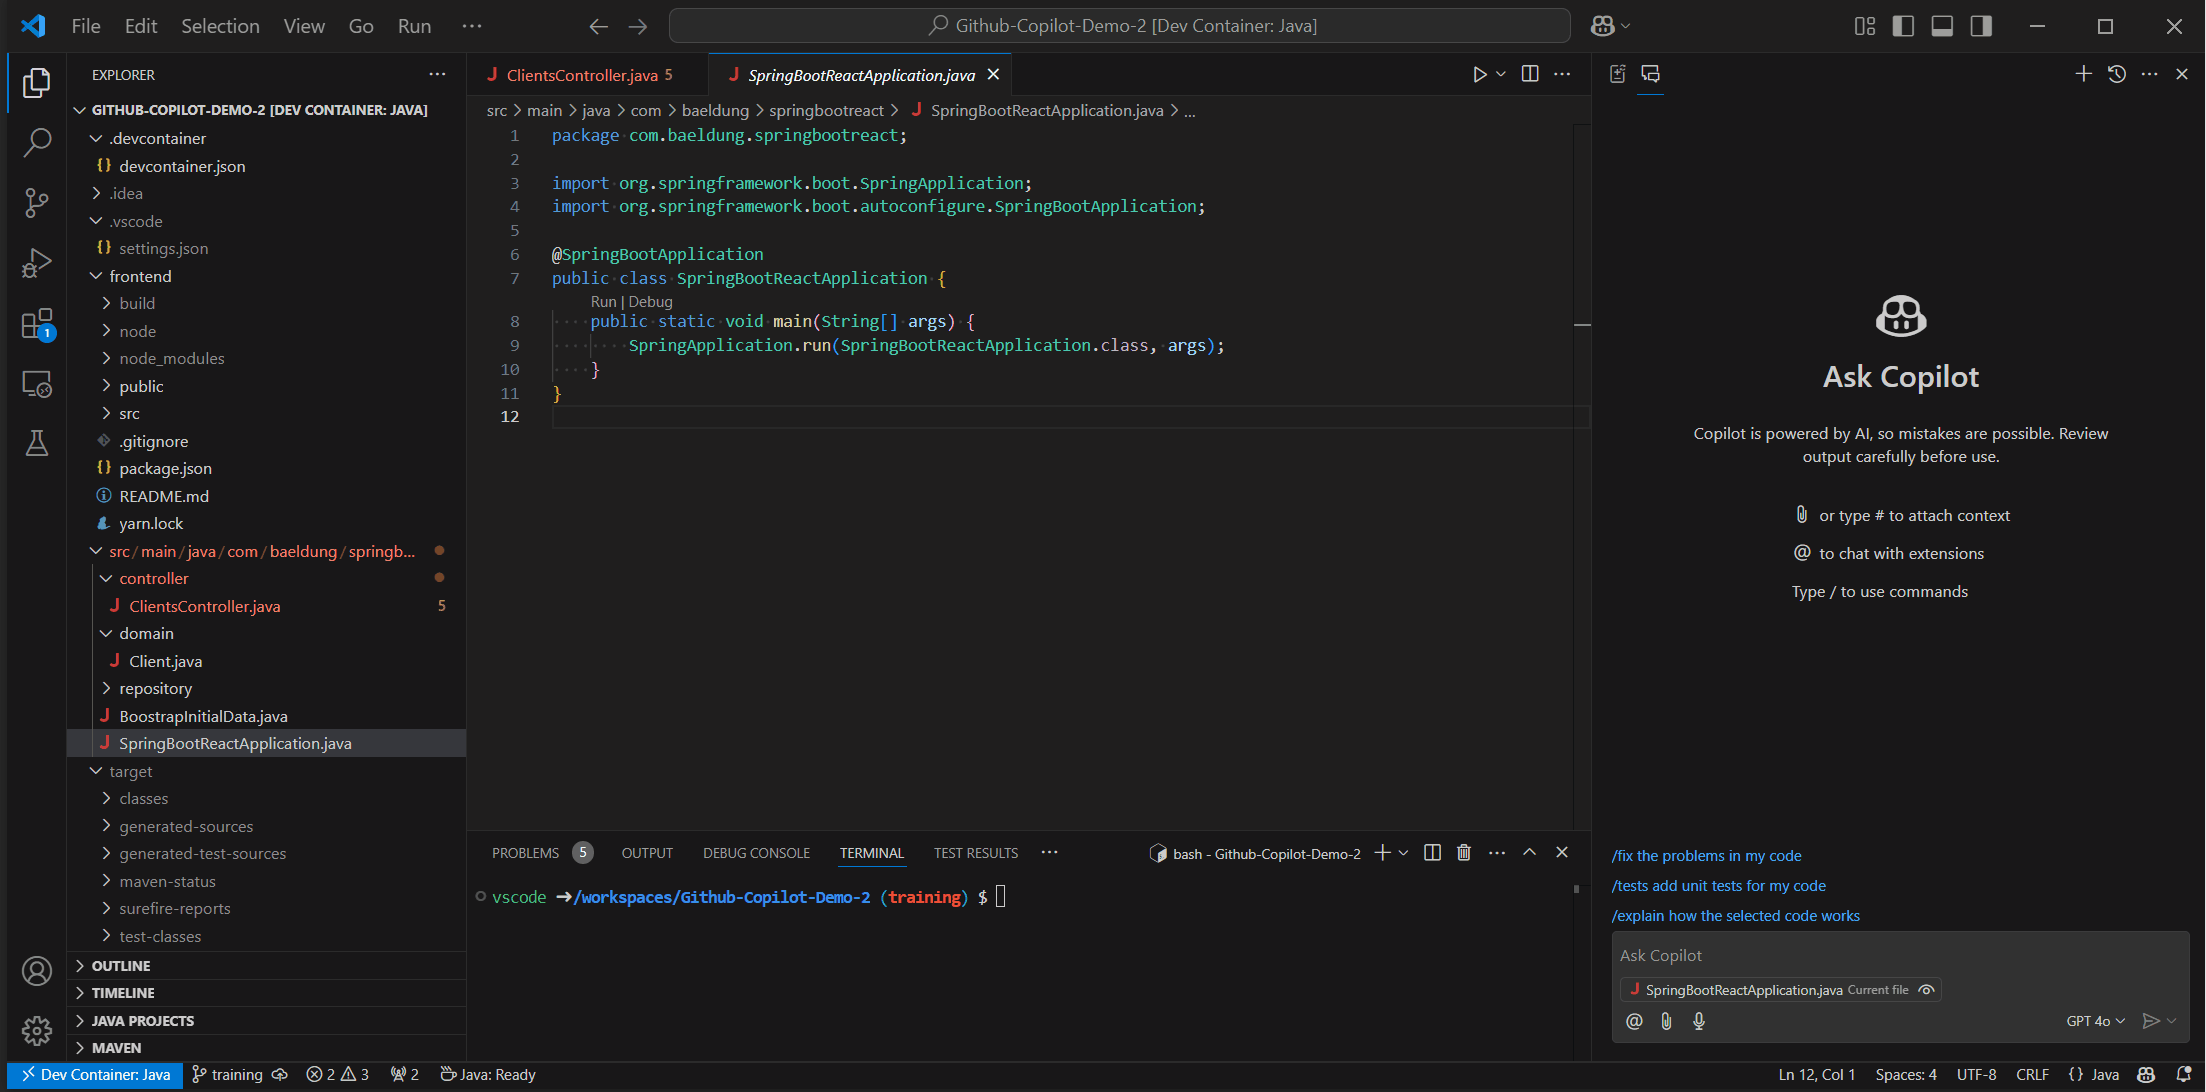 File Edit Selection View Go Run ···
Github-Copilot-Demo-2 [Dev Container: Java]
EXPLORER
GITHUB-COPILOT-DEMO-2 [DEV CONTAINER: JAVA]
.devcontainer
{} devcontainer.json
.idea
.vscode
{} settings.json
frontend
build
node
node_modules
public
src
.gitignore
{} package.json
README.md
yarn.lock
src/main/java/com/baeldung/springb...
controller
J ClientsController.java 5
domain
J Client.java
repository
J BoostrapInitialData.java
J SpringBootReactApplication.java
target
classes
generated-sources
generated-test-sources
maven-status
surefire-reports
test-classes
OUTLINE
TIMELINE
JAVA PROJECTS
MAVEN
1
J ClientsController.java 5
J SpringBootReactApplication.java
src > main > java > com > baeldung > springbootreact > J SpringBootReactApplication.java > ...
1 package com.baeldung.springbootreact;
2
3 import org.springframework.boot.SpringApplication;
4 import org.springframework.boot.autoconfigure.SpringBootApplication;
5
6 @SpringBootApplication
7 public class SpringBootReactApplication {
Run | Debug
8 public static void main(String[] args) {
9 SpringApplication.run(SpringBootReactApplication.class, args);
10 }
11 }
12
PROBLEMS 5 OUTPUT DEBUG CONSOLE TERMINAL TEST RESULTS ···
bash - Github-Copilot-Demo-2
vscode ➜/workspaces/Github-Copilot-Demo-2 (training) $
Ask Copilot
Copilot is powered by AI, so mistakes are possible. Review
output carefully before use.
or type # to attach context
@ to chat with extensions
Type / to use commands
/fix the problems in my code
/tests add unit tests for my code
/explain how the selected code works
Ask Copilot
J SpringBootReactApplication.java Current file
@
GPT 4o
Dev Container: Java training 2 3 2 Java: Ready
Ln 12, Col 1 Spaces: 4 UTF-8 CRLF {} Java